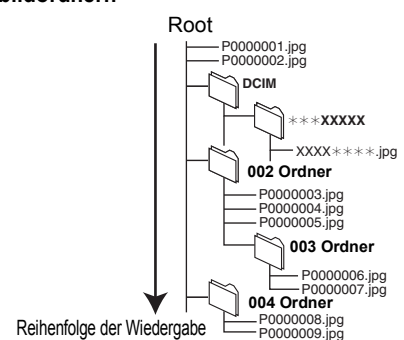 Root
P0000001.jpg
P0000002.jpg
DCIM
∗∗∗XXXXX
XXXX∗∗∗∗.jpg
002 Ordner
P0000003.jpg
P0000004.jpg
P0000005.jpg
003 Ordner
P0000006.jpg
P0000007.jpg
004 Ordner
P0000008.jpg
P0000009.jpg
Reihenfolge der Wiedergabe